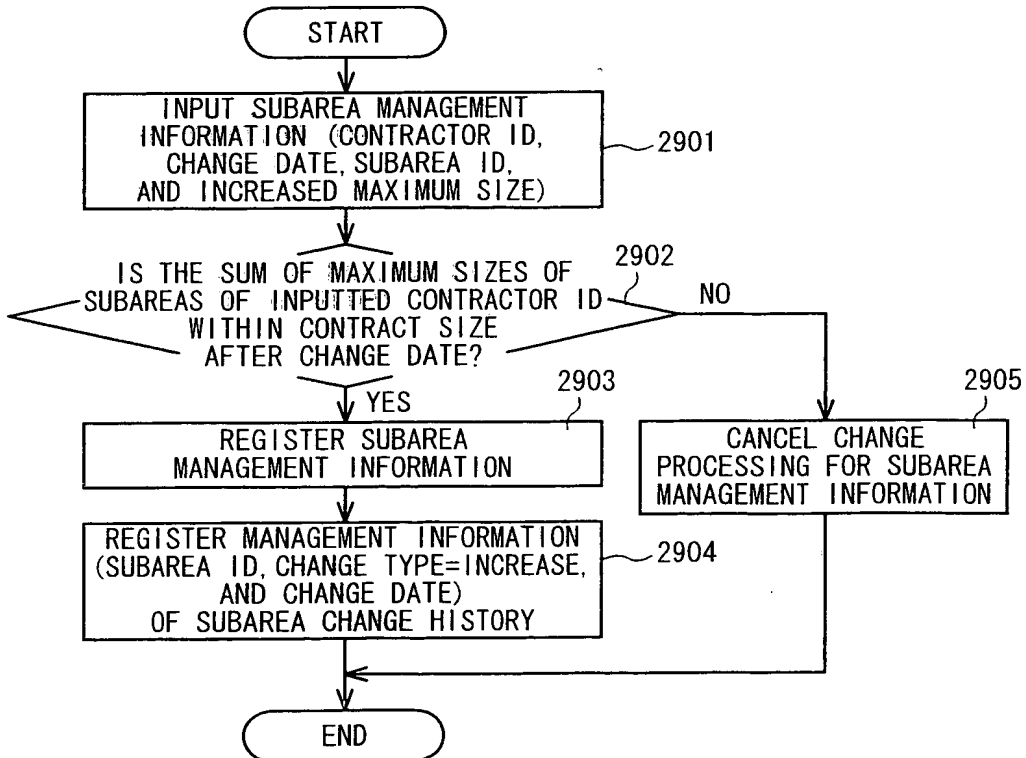 START
INPUT SUBAREA MANAGEMENT
INFORMATION (CONTRACTOR ID,
CHANGE DATE, SUBAREA ID,
AND INCREASED MAXIMUM SIZE)
2901
IS THE SUM OF MAXIMUM SIZES OF
SUBAREAS OF INPUTTED CONTRACTOR ID
WITHIN CONTRACT SIZE
AFTER CHANGE DATE?
2902
NO
YES
2903
REGISTER SUBAREA
MANAGEMENT INFORMATION
2905
CANCEL CHANGE
PROCESSING FOR SUBAREA
MANAGEMENT INFORMATION
REGISTER MANAGEMENT INFORMATION
(SUBAREA ID, CHANGE TYPE=INCREASE,
AND CHANGE DATE)
OF SUBAREA CHANGE HISTORY
2904
END